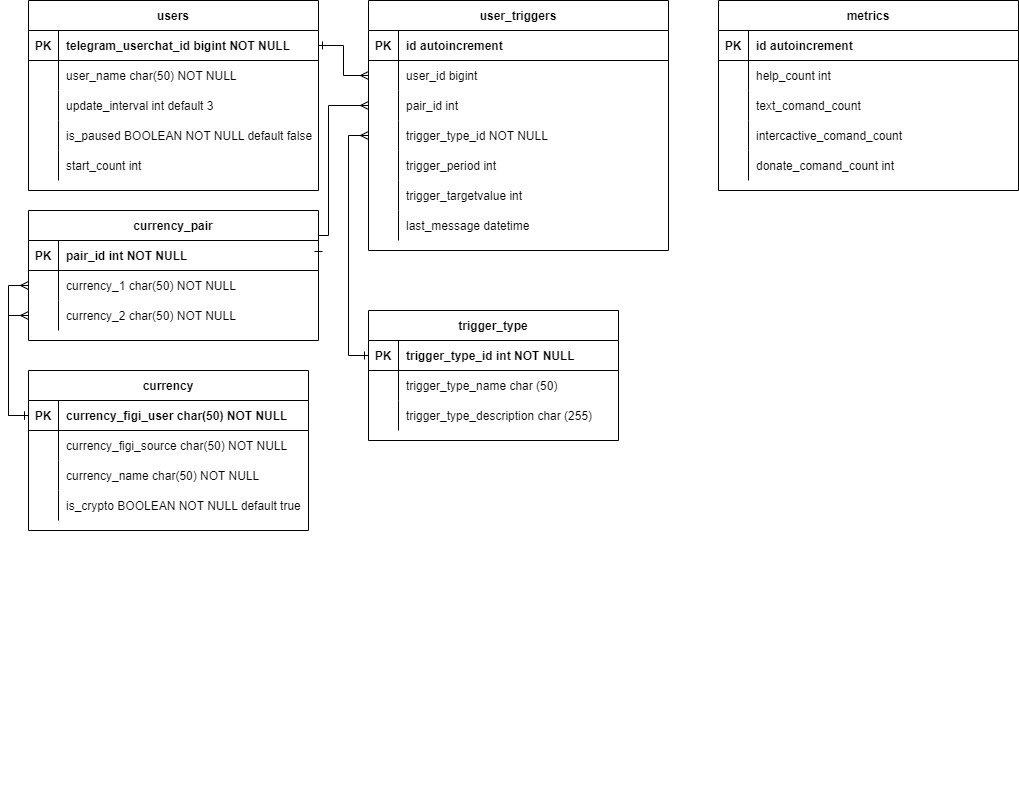 users
PK telegram_userchat_id bigint NOT NULL
user_name char(50) NOT NULL
update_interval int default 3
is_paused BOOLEAN NOT NULL default false
start_count int
user_triggers
PK id autoincrement
user_id bigint
pair_id int
trigger_type_id NOT NULL
trigger_period int
trigger_targetvalue int
last_message datetime
metrics
PK id autoincrement
help_count int
text_comand_count
intercactive_comand_count
donate_comand_count int
currency_pair
PK pair_id int NOT NULL
currency_1 char(50) NOT NULL
currency_2 char(50) NOT NULL
trigger_type
PK trigger_type_id int NOT NULL
trigger_type_name char (50)
trigger_type_description char (255)
currency
PK currency_figi_user char(50) NOT NULL
currency_figi_source char(50) NOT NULL
currency_name char(50) NOT NULL
is_crypto BOOLEAN NOT NULL default true